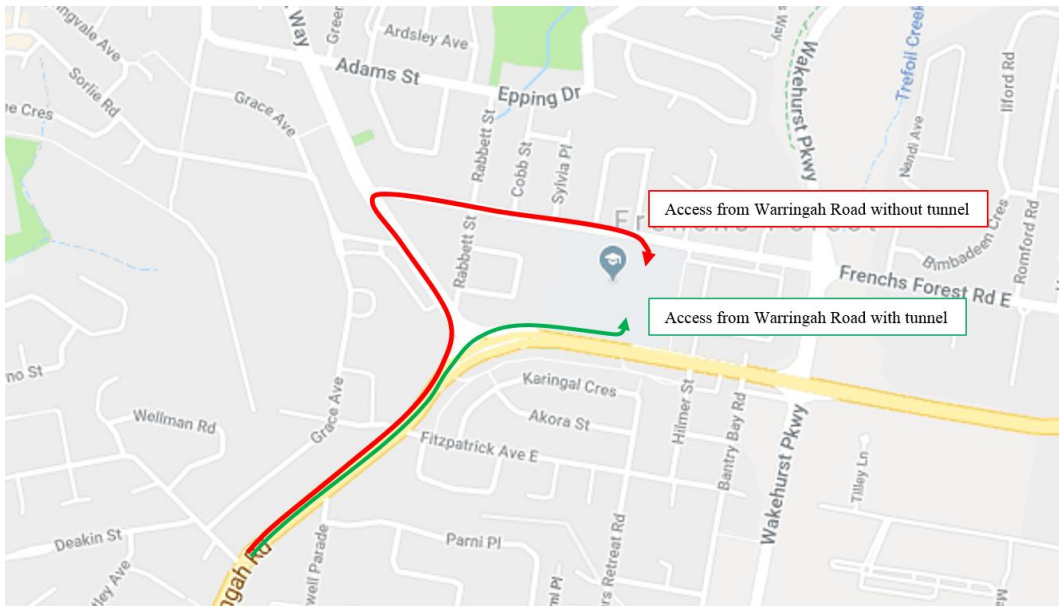 Way
Ardsley Ave
Sorlie Rd
Adams St
Epping Dr
Grace Ave
Rabbett St
Cobb St
Sylvia Pl
Wakehurst Pkwy
Trefoil Creek
Nandi Ave
Ilford Rd
Access from Warringah Road without tunnel
Bimbadeen Cres
Romford Rd
Frenchs Forest Rd E
Rabbett St
Access from Warringah Road with tunnel
Karingal Cres
Akora St
Hilmer St
Bantry Bay Rd
Grace Ave
Wellman Rd
Fitzpatrick Ave E
Wakehurst Pkwy
Tilley Ln
Deakin St
Parni Pl